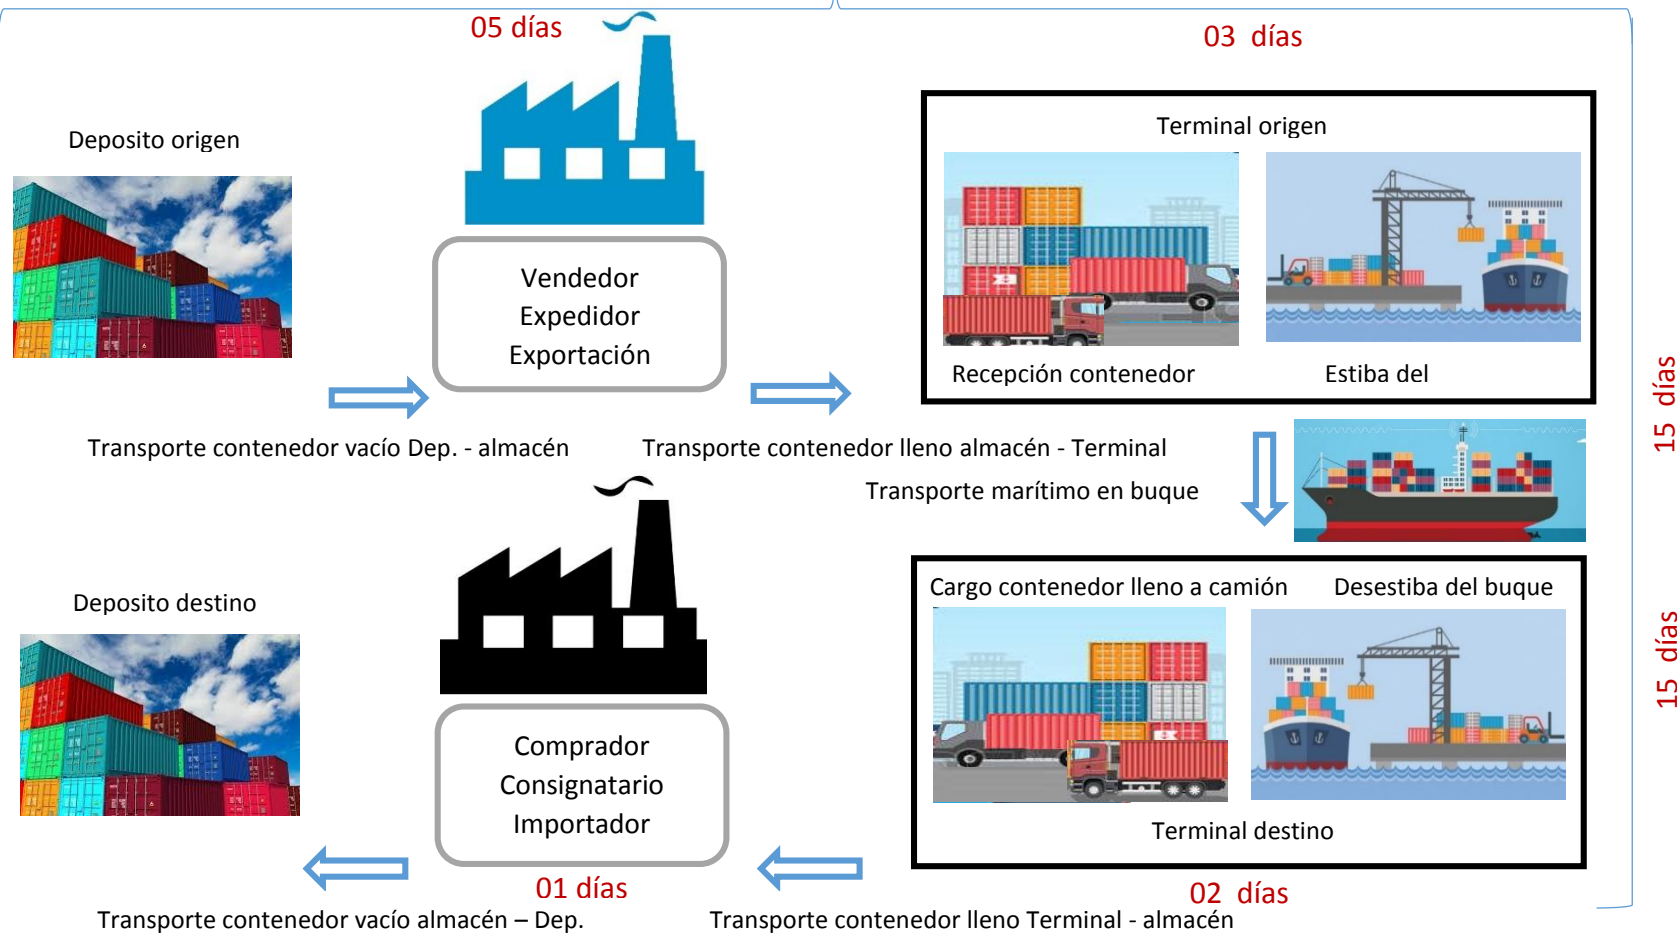 05 días
03 días
Deposito origen
Terminal origen
Vendedor
Expedidor
Exportación
Recepción contenedor
Estiba del
15 días
Transporte contenedor vacío Dep. - almacén
Transporte contenedor lleno almacén - Terminal
Transporte marítimo en buque
Deposito destino
Cargo contenedor lleno a camión
Desestiba del buque
15 días
Comprador
Consignatario
Importador
Terminal destino
01 días
02 días
Transporte contenedor vacío almacén – Dep.
Transporte contenedor lleno Terminal - almacén